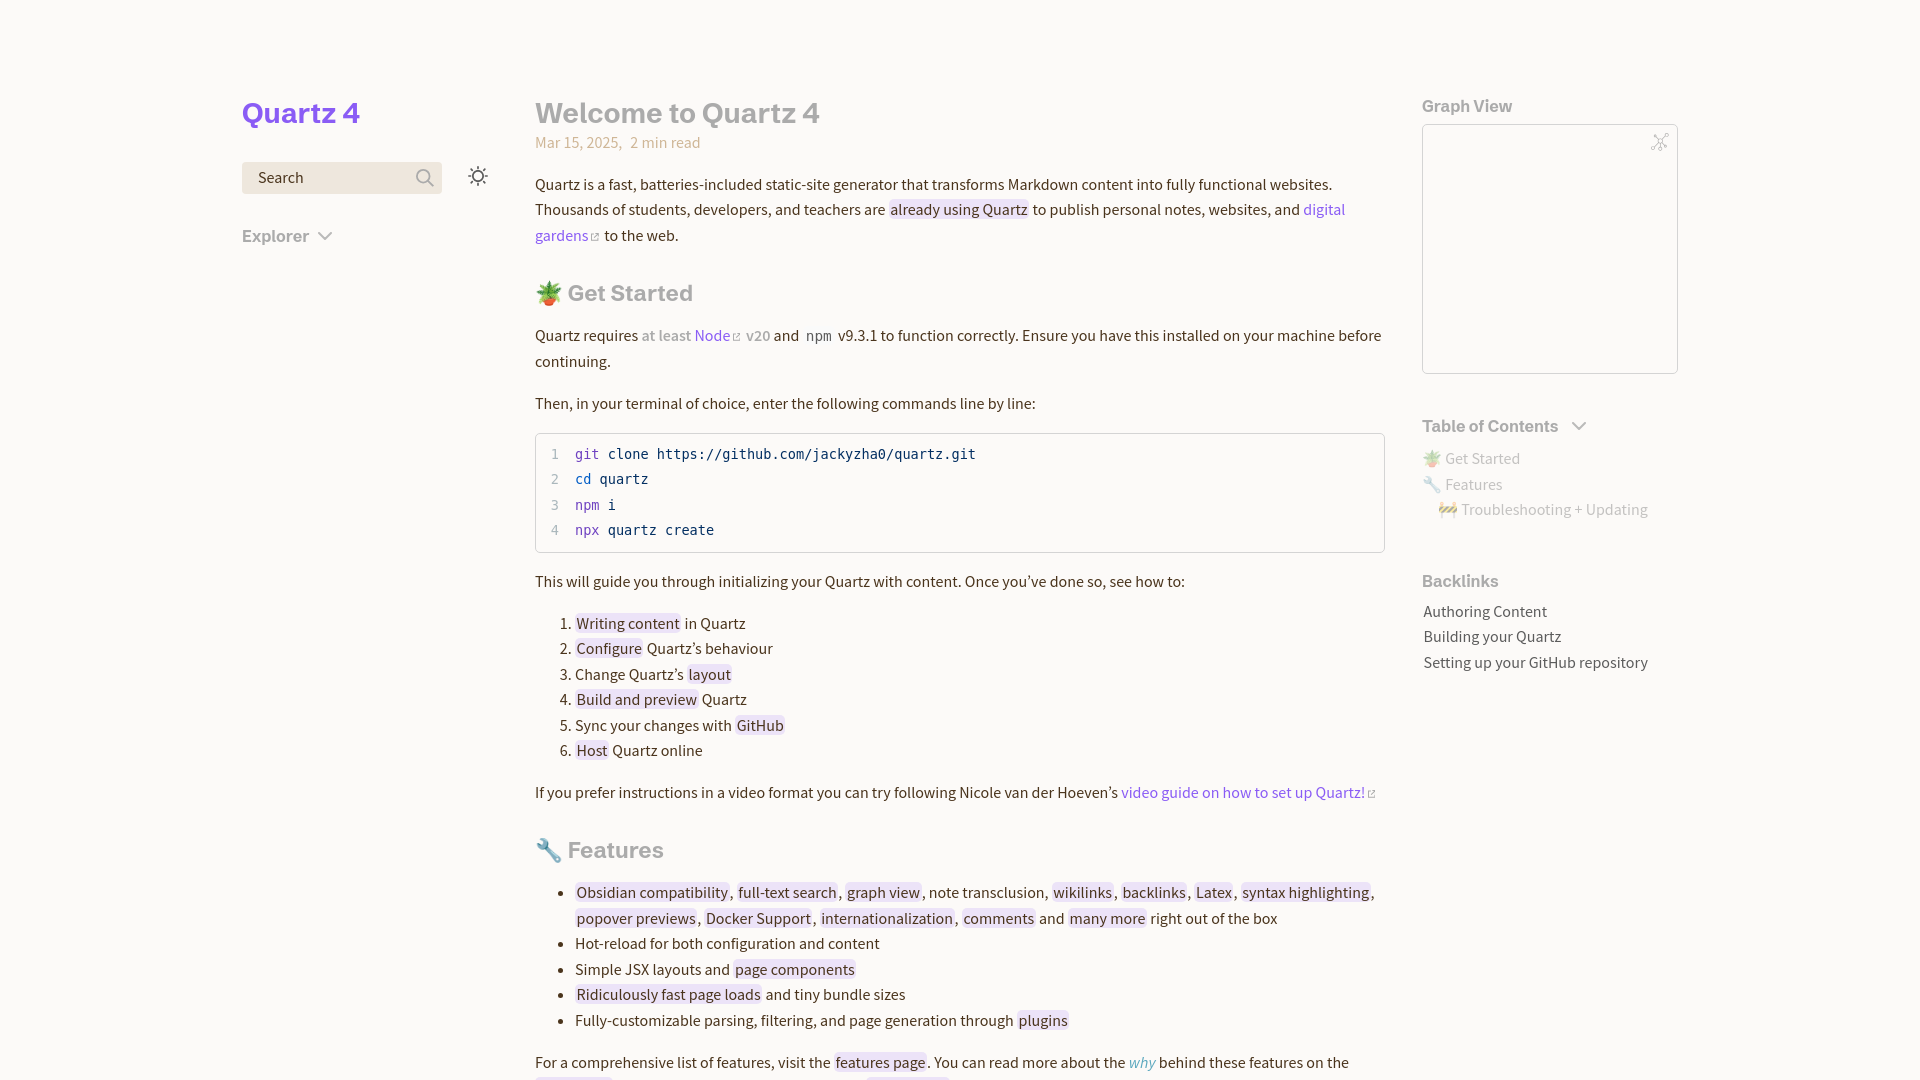 Quartz 4
Search
Explorer
Welcome to Quartz 4
Mar 15, 2025, 2 min read
Quartz is a fast, batteries-included static-site generator that transforms Markdown content into fully functional websites.
Thousands of students, developers, and teachers are already using Quartz to publish personal notes, websites, and digital
gardens to the web.
🪴 Get Started
Quartz requires at least Node v20 and npm v9.3.1 to function correctly. Ensure you have this installed on your machine before
continuing.
Then, in your terminal of choice, enter the following commands line by line:
1 git clone https://github.com/jackyzha0/quartz.git
2 cd quartz
3 npm i
4 npx quartz create
This will guide you through initializing your Quartz with content. Once you’ve done so, see how to:
1. Writing content in Quartz
2. Configure Quartz’s behaviour
3. Change Quartz’s layout
4. Build and preview Quartz
5. Sync your changes with GitHub
6. Host Quartz online
If you prefer instructions in a video format you can try following Nicole van der Hoeven’s video guide on how to set up Quartz!
🔧 Features
• Obsidian compatibility, full-text search, graph view, note transclusion, wikilinks, backlinks, Latex, syntax highlighting,
popover previews, Docker Support, internationalization, comments and many more right out of the box
• Hot-reload for both configuration and content
• Simple JSX layouts and page components
• Ridiculously fast page loads and tiny bundle sizes
• Fully-customizable parsing, filtering, and page generation through plugins
For a comprehensive list of features, visit the features page. You can read more about the why behind these features on the
Graph View
Table of Contents
🪴 Get Started
🔧 Features
🚧 Troubleshooting + Updating
Backlinks
Authoring Content
Building your Quartz
Setting up your GitHub repository